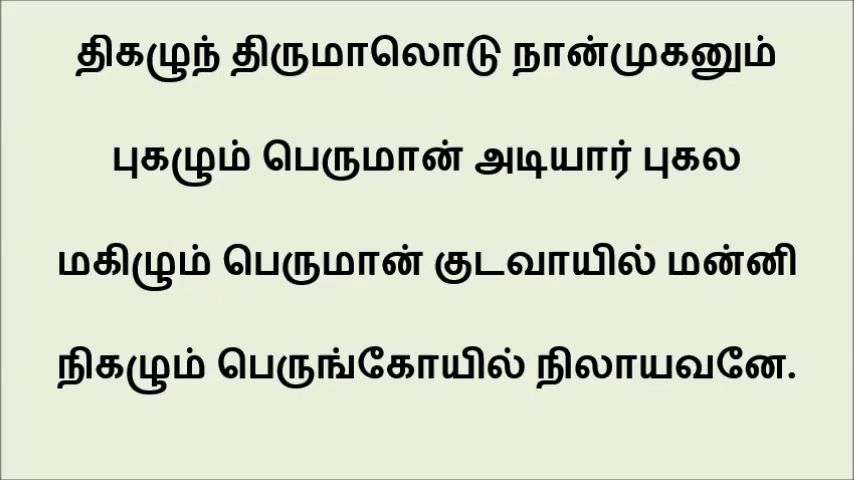 திகழுந் திருமாலொடு நான்முகனும்
புகழும் பெருமான் அடியார் புகல
மகிழும் பெருமான் குடவாயில் மன்னி
நிகழும் பெருங்கோயில் நிலாயவனே.